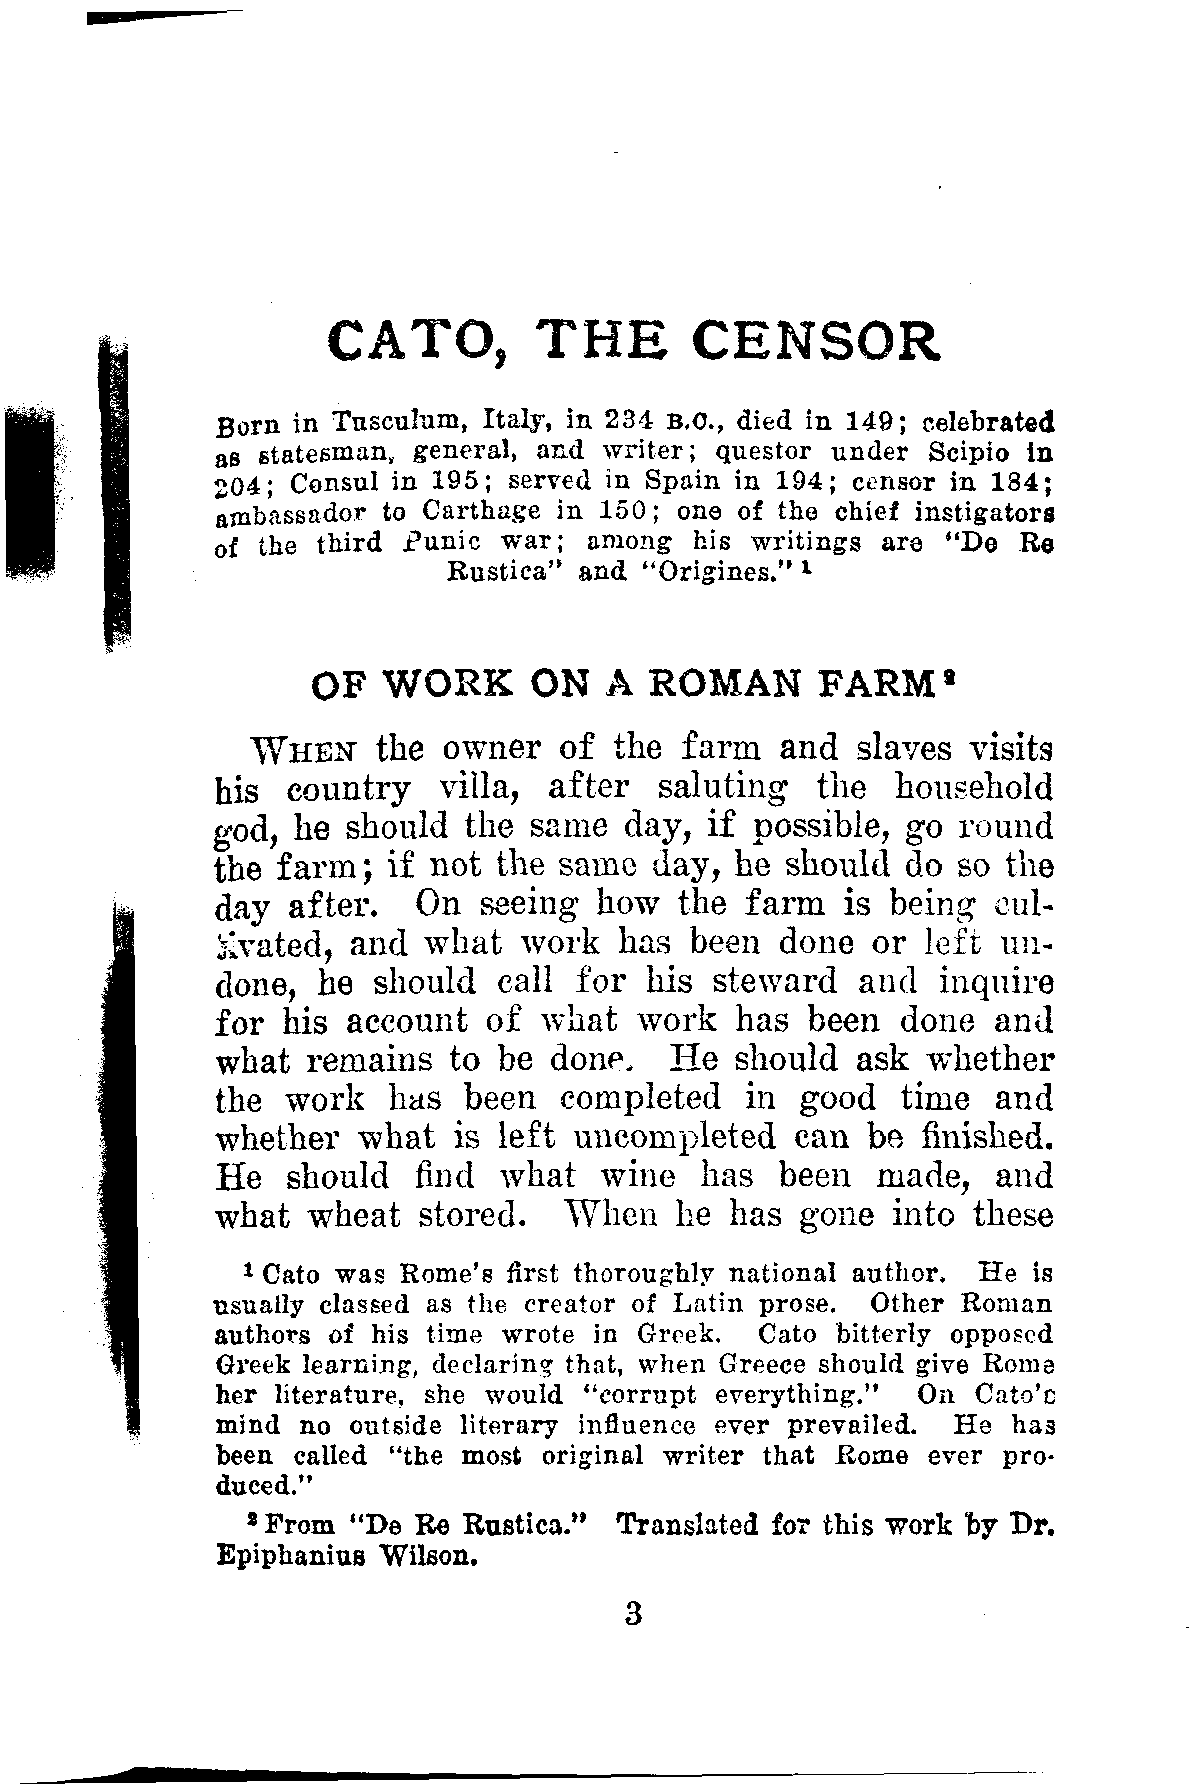 CATO, THE CENSOR
Born in Tusculum, Italy, in 234 B.C., died in 149; celebrated
as statesman, general, and writer; questor under Scipio in
204; Consul in 195; served in Spain in 194; censor in 184;
ambassador to Carthage in 150; one of the chief instigators
of the third Punic war; among his writings are "De Re
Rustica" and "Origines." ¹
OF WORK ON A ROMAN FARM ²
WHEN the owner of the farm and slaves visits
his country villa, after saluting the household
god, he should the same day, if possible, go round
the farm; if not the same day, he should do so the
day after. On seeing how the farm is being cul-
tivated, and what work has been done or left un-
done, he should call for his steward and inquire
for his account of what work has been done and
what remains to be done. He should ask whether
the work has been completed in good time and
whether what is left uncompleted can be finished.
He should find what wine has been made, and
what wheat stored. When he has gone into these
¹ Cato was Rome's first thoroughly national author. He is
usually classed as the creator of Latin prose. Other Roman
authors of his time wrote in Greek. Cato bitterly opposed
Greek learning, declaring that, when Greece should give Rome
her literature, she would "corrupt everything." On Cato's
mind no outside literary influence ever prevailed. He has
been called "the most original writer that Rome ever pro-
duced."
² From "De Re Rustica." Translated for this work by Dr.
Epiphanius Wilson.
3